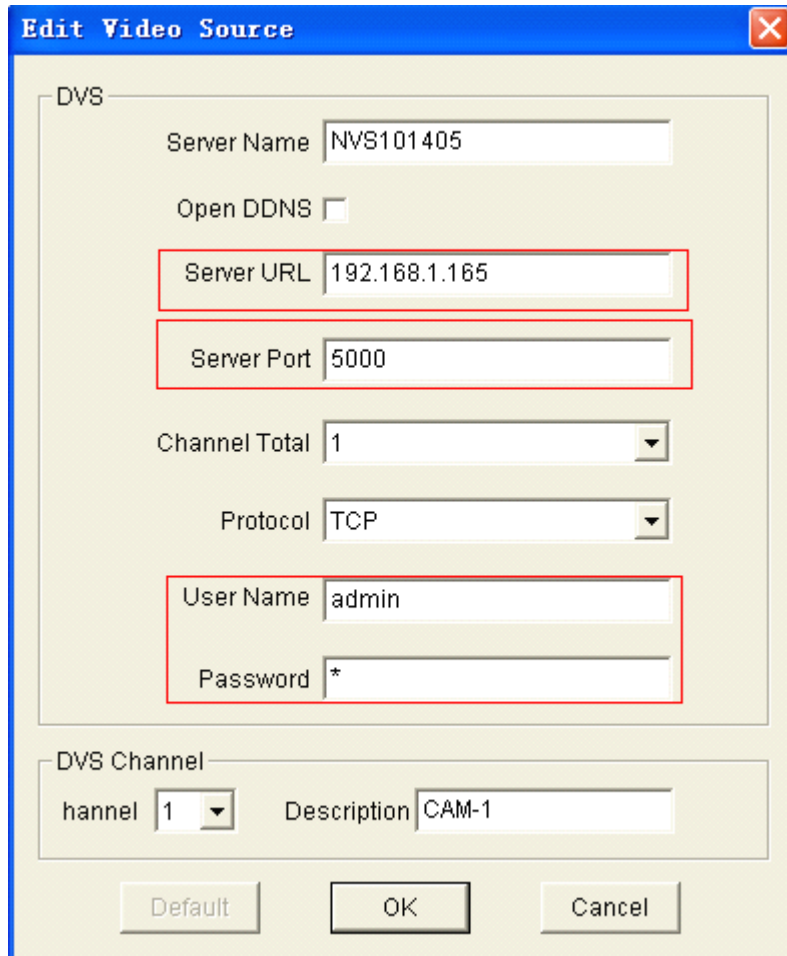 Edit Video Source
DVS
Server Name NVS101405
Open DDNS
Server URL 192.168.1.165
Server Port 5000
Channel Total 1
Protocol TCP
User Name admin
Password *
DVS Channel
hannel 1 Description CAM-1
Default OK Cancel